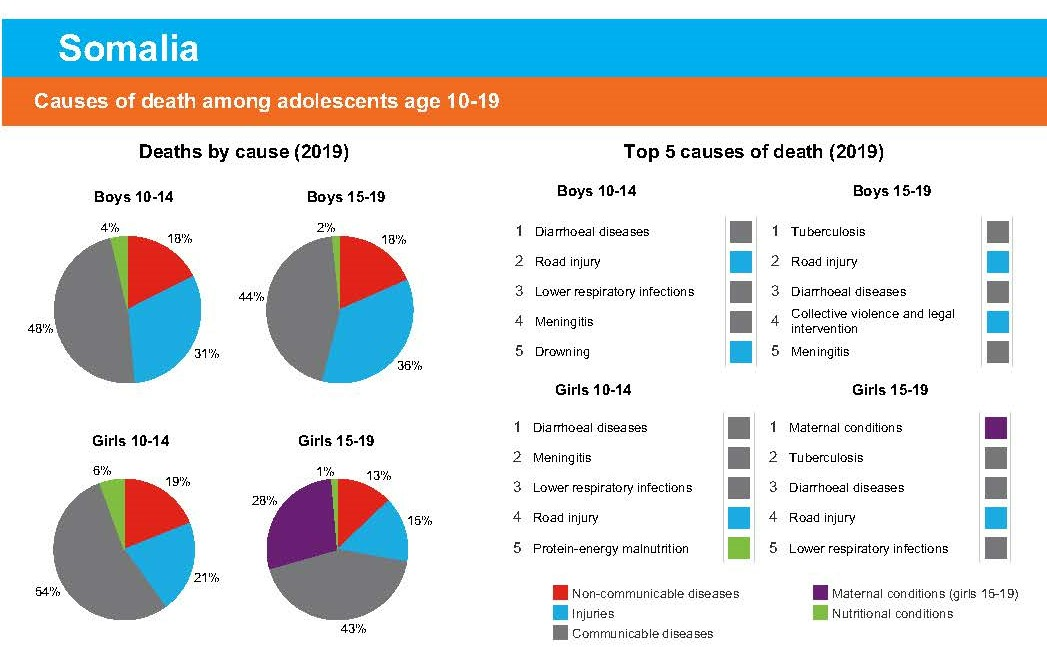 Somalia
Causes of death among adolescents age 10-19
Deaths by cause (2019)
Boys 10-14
4%
18%
48%
31%
Boys 15-19
2%
18%
44%
36%
Girls 10-14
6%
19%
54%
21%
Girls 15-19
1%
13%
28%
15%
43%
Top 5 causes of death (2019)
Boys 10-14
1 Diarrhoeal diseases
2 Road injury
3 Lower respiratory infections
4 Meningitis
5 Drowning
Boys 15-19
1 Tuberculosis
2 Road injury
3 Diarrhoeal diseases
4 Collective violence and legal
intervention
5 Meningitis
Girls 10-14
1 Diarrhoeal diseases
2 Meningitis
3 Lower respiratory infections
4 Road injury
5 Protein-energy malnutrition
Girls 15-19
1 Maternal conditions
2 Tuberculosis
3 Diarrhoeal diseases
4 Road injury
5 Lower respiratory infections
Non-communicable diseases
Injuries
Communicable diseases
Maternal conditions (girls 15-19)
Nutritional conditions